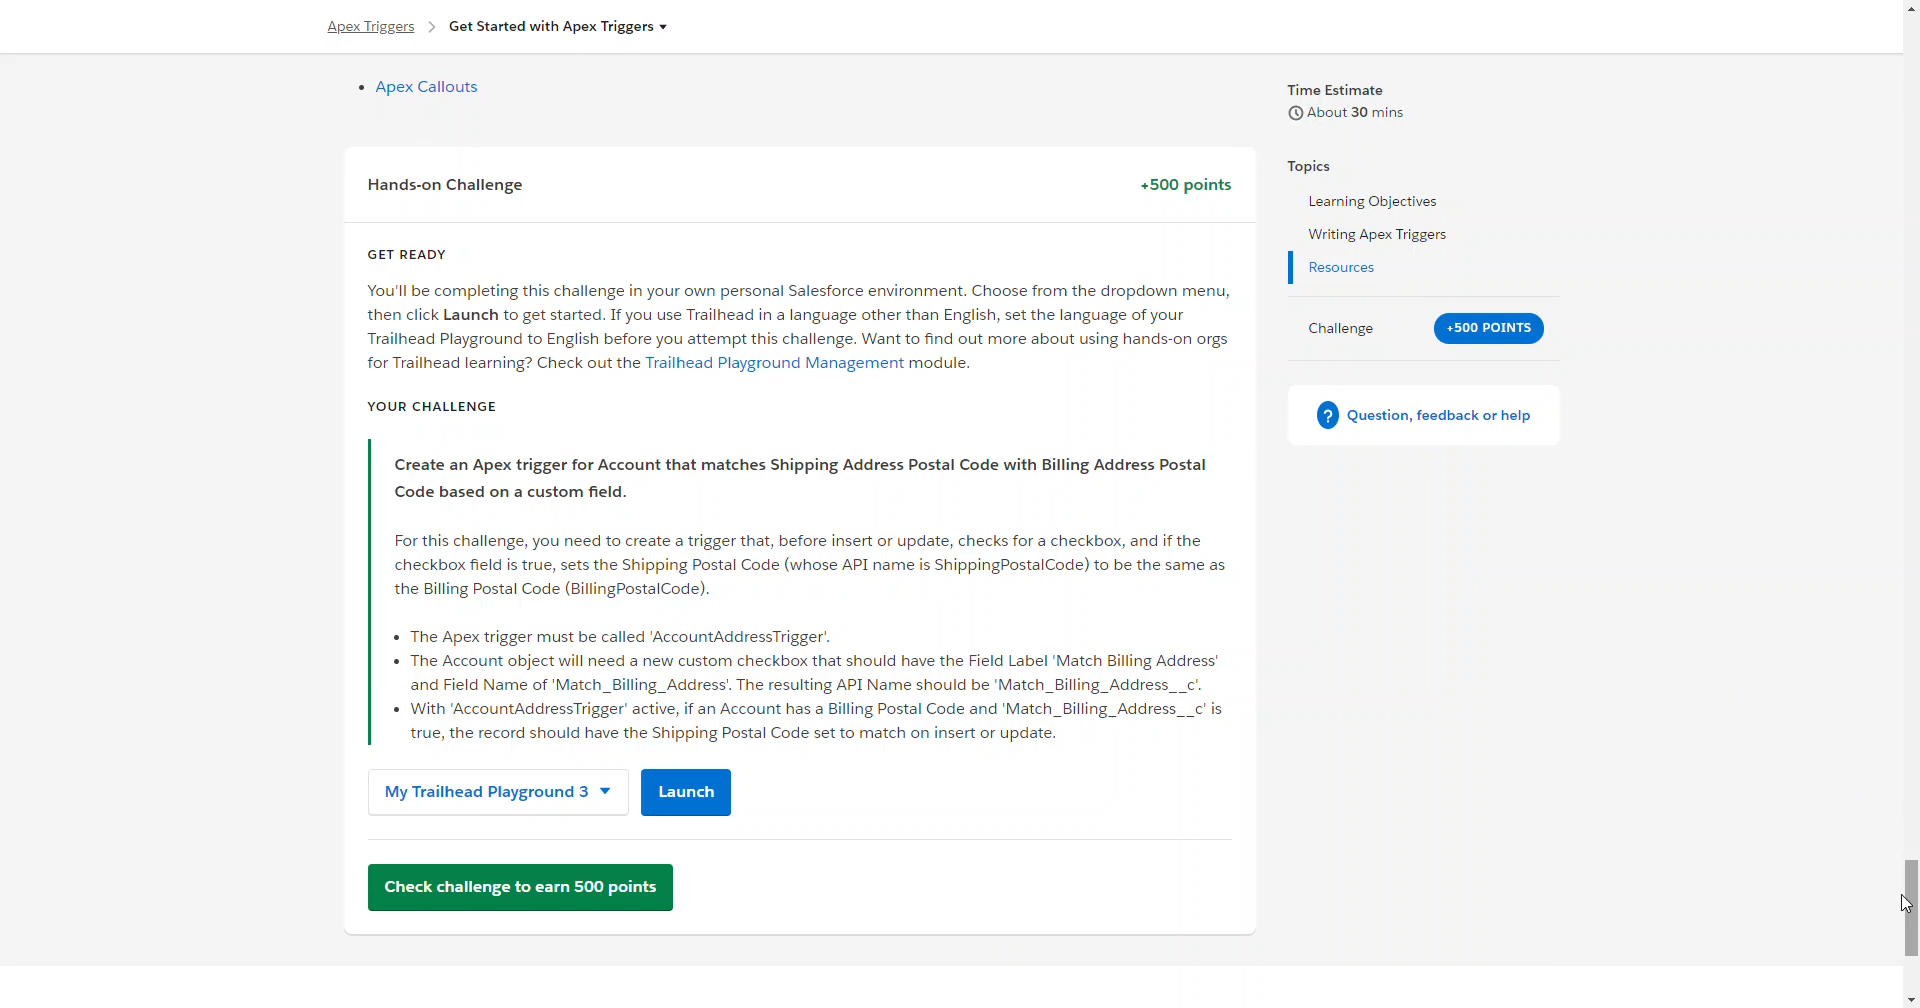 Apex Triggers > Get Started with Apex Triggers
• Apex Callouts
Hands-on Challenge
+500 points
GET READY
You'll be completing this challenge in your own personal Salesforce environment. Choose from the dropdown menu,
then click Launch to get started. If you use Trailhead in a language other than English, set the language of your
Trailhead Playground to English before you attempt this challenge. Want to find out more about using hands-on orgs
for Trailhead learning? Check out the Trailhead Playground Management module.
YOUR CHALLENGE
Create an Apex trigger for Account that matches Shipping Address Postal Code with Billing Address Postal
Code based on a custom field.
For this challenge, you need to create a trigger that, before insert or update, checks for a checkbox, and if the
checkbox field is true, sets the Shipping Postal Code (whose API name is ShippingPostalCode) to be the same as
the Billing Postal Code (BillingPostalCode).
• The Apex trigger must be called 'AccountAddressTrigger'.
• The Account object will need a new custom checkbox that should have the Field Label 'Match Billing Address'
and Field Name of 'Match_Billing_Address'. The resulting API Name should be 'Match_Billing_Address__c'.
• With 'AccountAddressTrigger' active, if an Account has a Billing Postal Code and 'Match_Billing_Address__c' is
true, the record should have the Shipping Postal Code set to match on insert or update.
My Trailhead Playground 3
Launch
Check challenge to earn 500 points
Time Estimate
About 30 mins
Topics
Learning Objectives
Writing Apex Triggers
Resources
Challenge
+500 POINTS
? Question, feedback or help